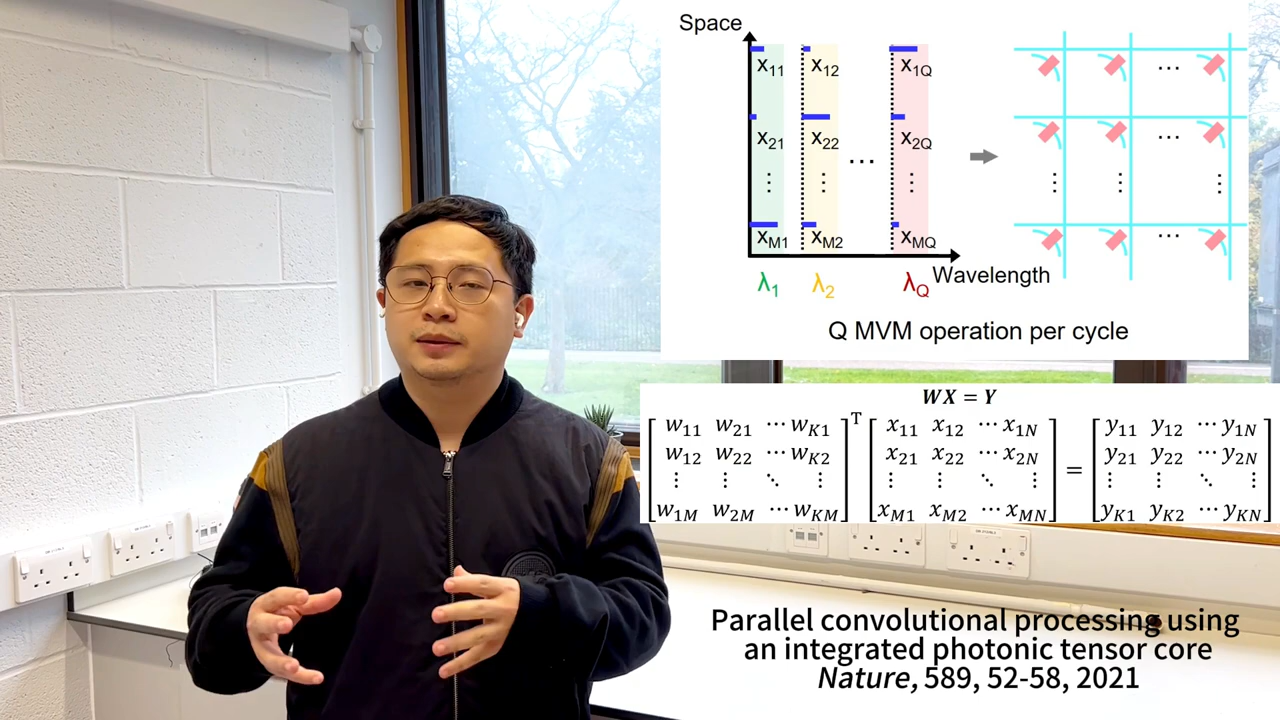 Space
x11 x12 x1Q
x21 x22 ... x2Q
⋮ ⋮ ⋮
xM1 xM2 xMQ
λ1 λ2 λQ Wavelength
Q MVM operation per cycle
...
... 
⋮ ⋮ ⋮
...
WX = Y
[w11 w21 ⋯ wK1]T [x11 x12 ⋯ x1N] = [y11 y12 ⋯ y1N]
w12 w22 ⋯ wK2 x21 x22 ⋯ x2N y21 y22 ⋯ y2N
⋮ ⋮ ⋱ ⋮ ⋮ ⋮ ⋱ ⋮ ⋮ ⋮ ⋱ ⋮
w1M w2M ⋯ wKM xM1 xM2 ⋯ xMN yK1 yK2 ⋯ yKN
Parallel convolutional processing using
an integrated photonic tensor core
Nature, 589, 52-58, 2021